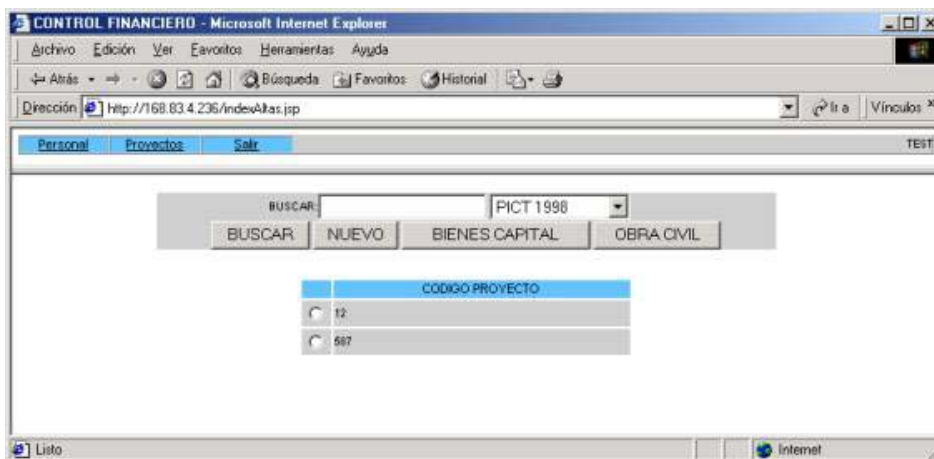 CONTROL FINANCIERO - Microsoft Internet Explorer
Archivo Edición Ver Favoritos Herramientas Ayuda
Atrás Búsqueda Favoritos Historial
Dirección http://168.83.4.236/indexAltas.jsp Ir a Vínculos
Personal Proyectos Salir TEST
BUSCAR: PICT 1998
BUSCAR NUEVO BIENES CAPITAL OBRA CIVIL
CODIGO PROYECTO
12
587
Listo Internet